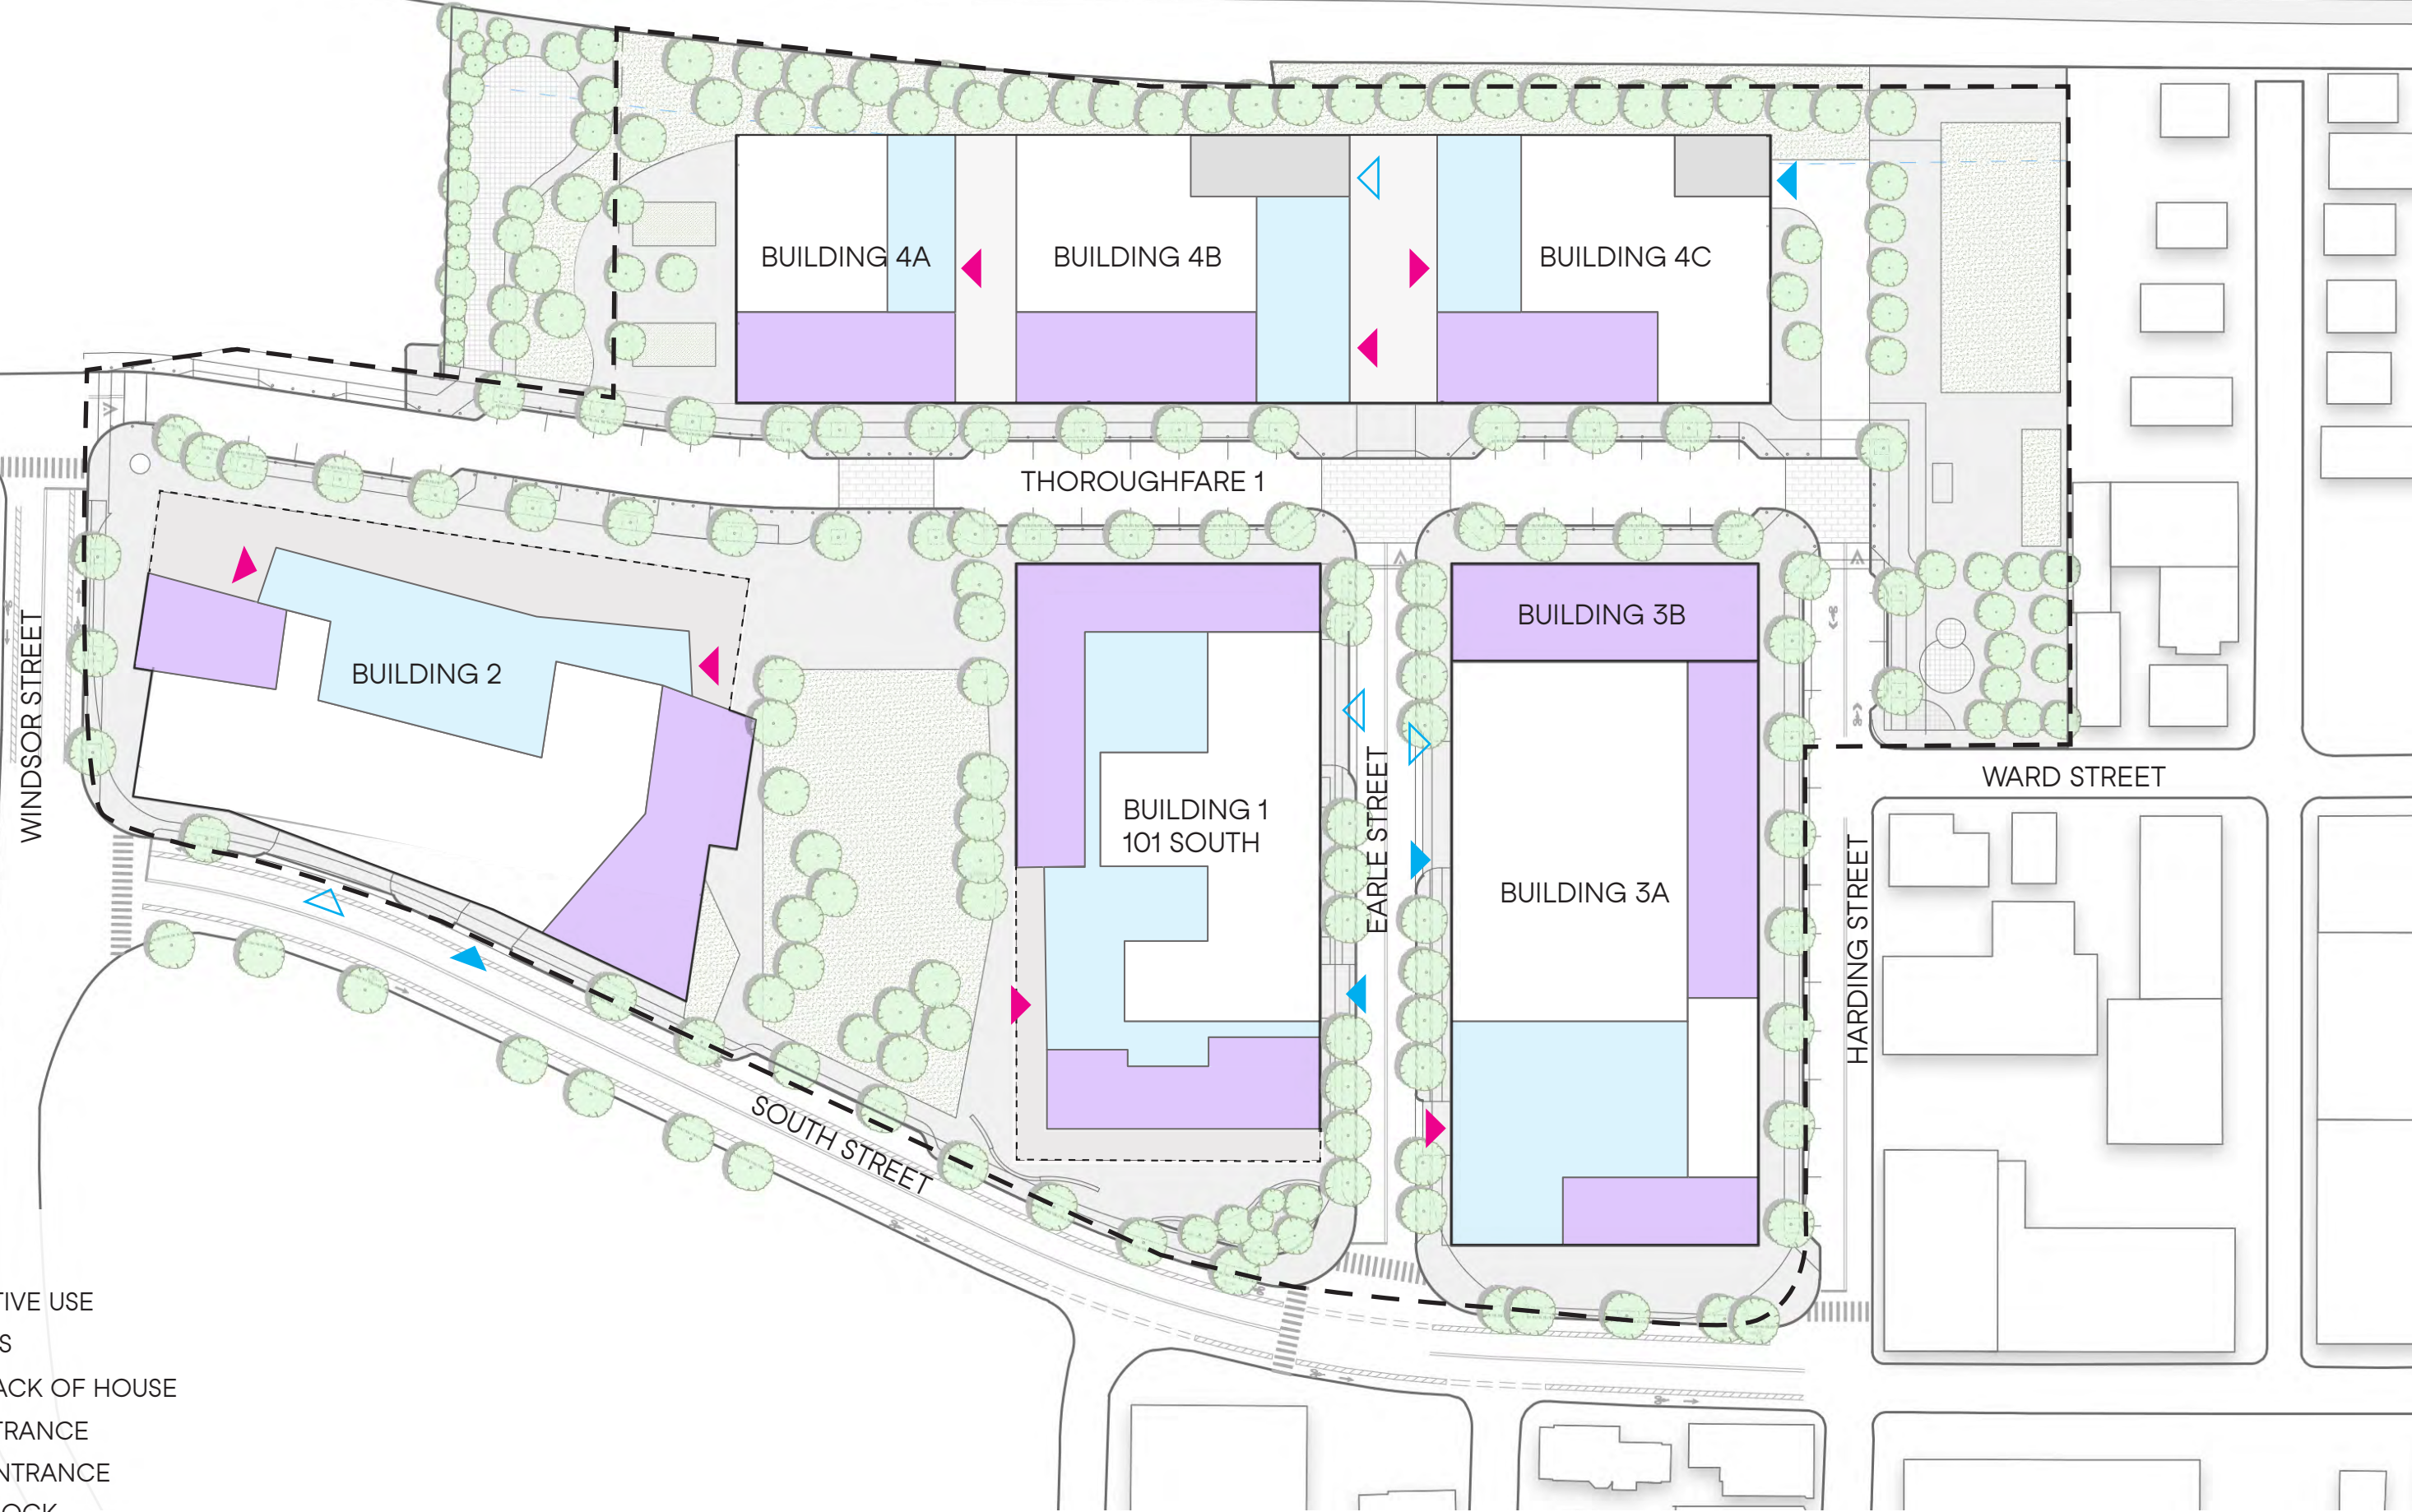 BUILDING 4A
BUILDING 4B
BUILDING 4C
THOROUGHFARE 1
WINDSOR STREET
BUILDING 2
BUILDING 3B
BUILDING 1
101 SOUTH
EARLE STREET
BUILDING 3A
WARD STREET
HARDING STREET
SOUTH STREET
TIVE USE
S
ACK OF HOUSE
TRANCE
NTRANCE
OCK